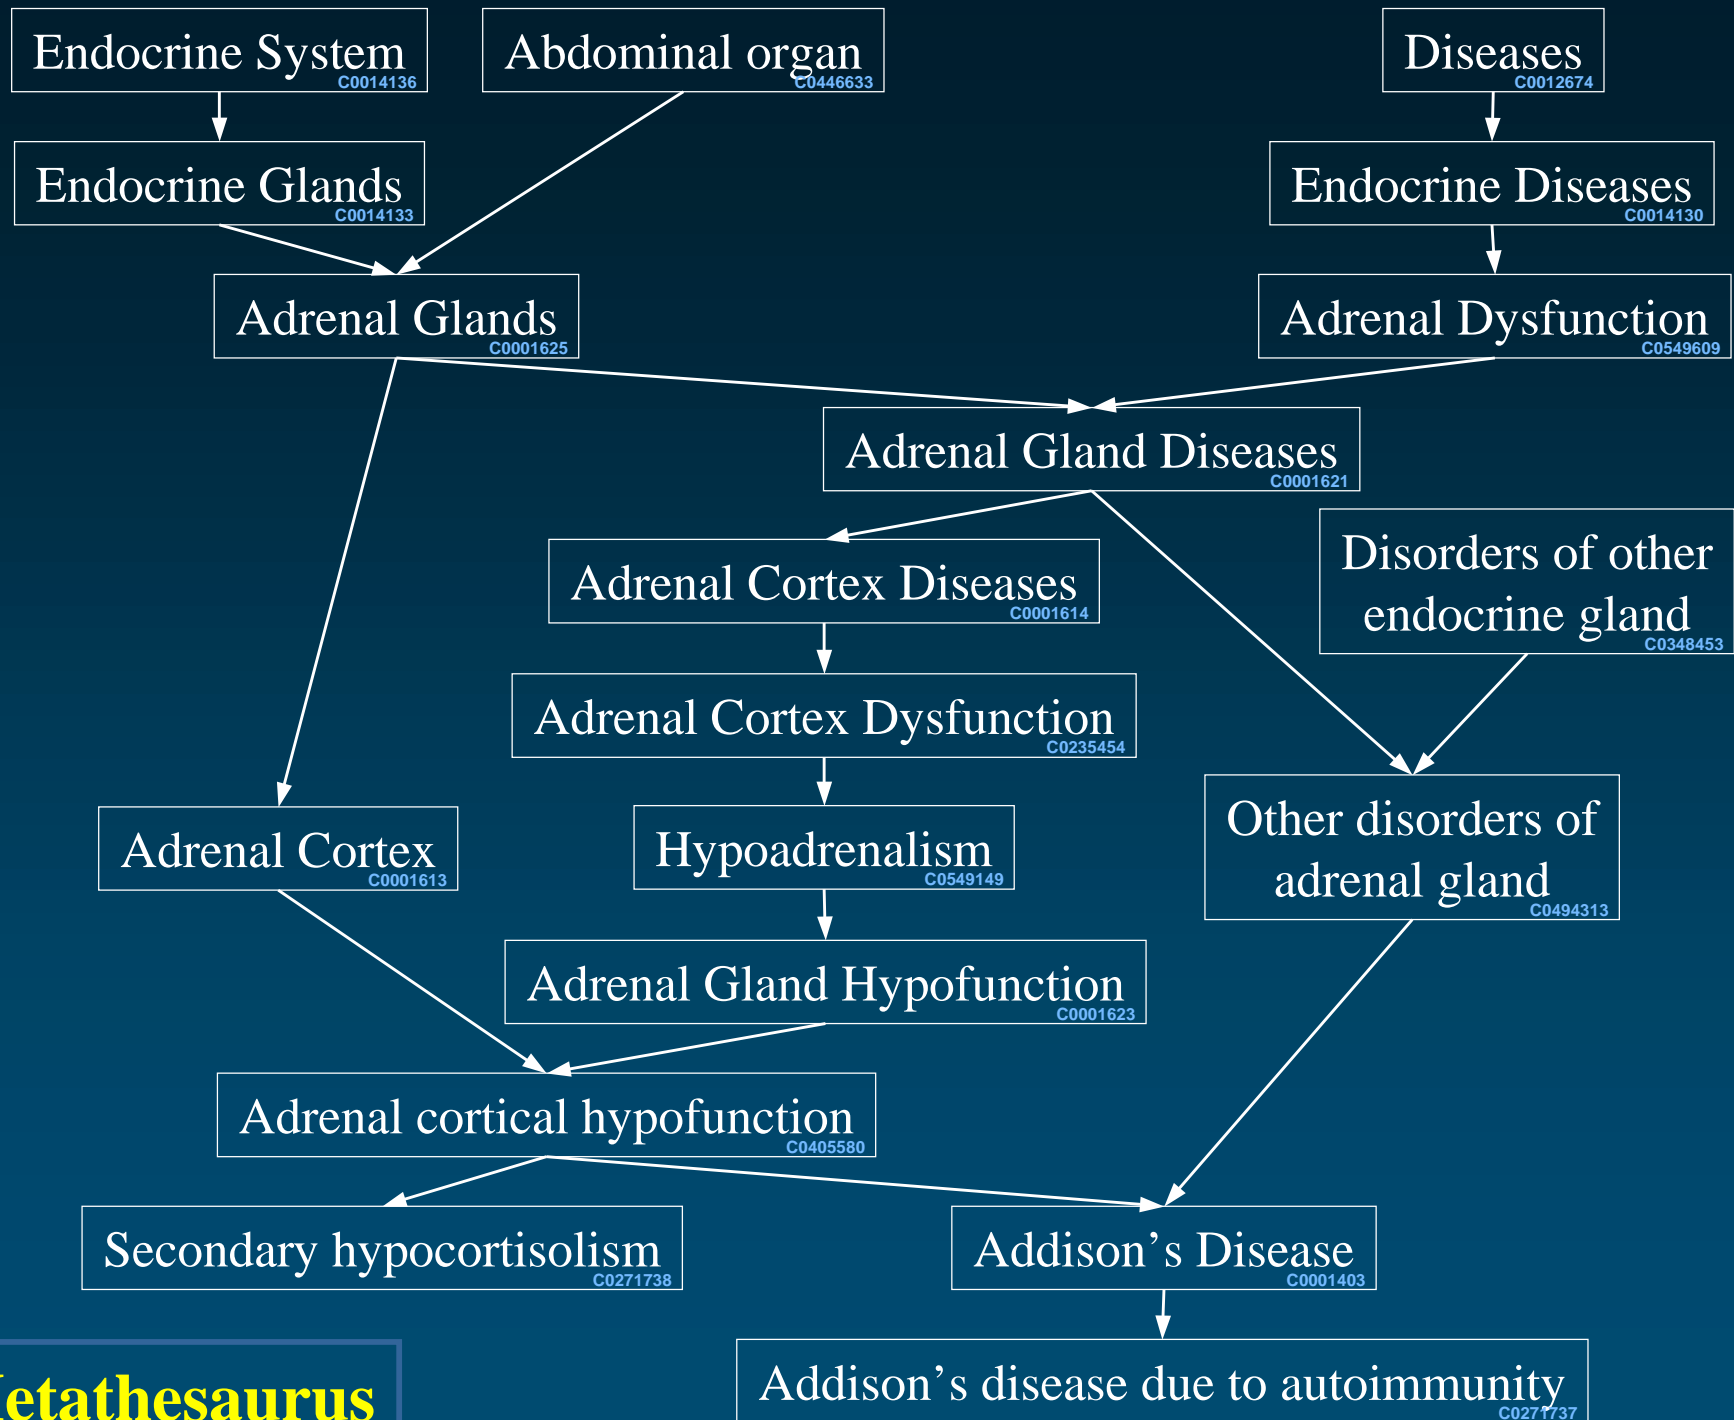 Endocrine System
C0014136
Abdominal organ
C0446633
Diseases
C0012674
Endocrine Glands
C0014133
Endocrine Diseases
C0014130
Adrenal Glands
C0001625
Adrenal Dysfunction
C0549609
Adrenal Gland Diseases
C0001621
Adrenal Cortex Diseases
C0001614
Disorders of other
endocrine gland
C0348453
Adrenal Cortex Dysfunction
C0235454
Adrenal Cortex
C0001613
Hypoadrenalism
C0549149
Other disorders of
adrenal gland
C0494313
Adrenal Gland Hypofunction
C0001623
Adrenal cortical hypofunction
C0405580
Secondary hypocortisolism
C0271738
Addison’s Disease
C0001403
Addison’s disease due to autoimmunity
C0271737
etathesaurus